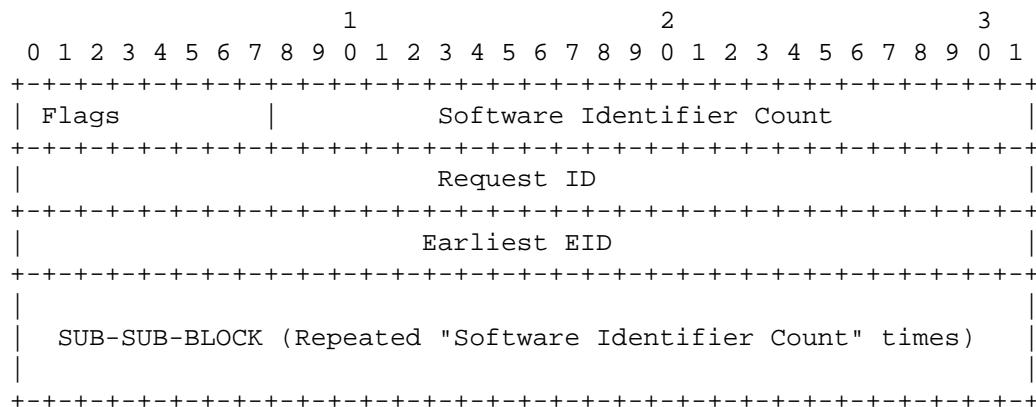 1                   2                   3
 0 1 2 3 4 5 6 7 8 9 0 1 2 3 4 5 6 7 8 9 0 1 2 3 4 5 6 7 8 9 0 1
+-+-+-+-+-+-+-+-+-+-+-+-+-+-+-+-+-+-+-+-+-+-+-+-+-+-+-+-+-+-+-+-+
| Flags         |          Software Identifier Count            |
+-+-+-+-+-+-+-+-+-+-+-+-+-+-+-+-+-+-+-+-+-+-+-+-+-+-+-+-+-+-+-+-+
|                          Request ID                           |
+-+-+-+-+-+-+-+-+-+-+-+-+-+-+-+-+-+-+-+-+-+-+-+-+-+-+-+-+-+-+-+-+
|                         Earliest EID                          |
+-+-+-+-+-+-+-+-+-+-+-+-+-+-+-+-+-+-+-+-+-+-+-+-+-+-+-+-+-+-+-+-+
|                                                               |
|  SUB-SUB-BLOCK (Repeated "Software Identifier Count" times)   |
|                                                               |
+-+-+-+-+-+-+-+-+-+-+-+-+-+-+-+-+-+-+-+-+-+-+-+-+-+-+-+-+-+-+-+-+